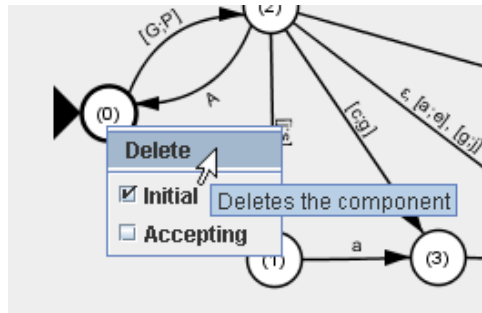 (2)
[G;P]
A
(0)
[c;g]
ε, [a;e], [g;j]
Delete
Initial
Deletes the component
Accepting
(1)
a
(3)